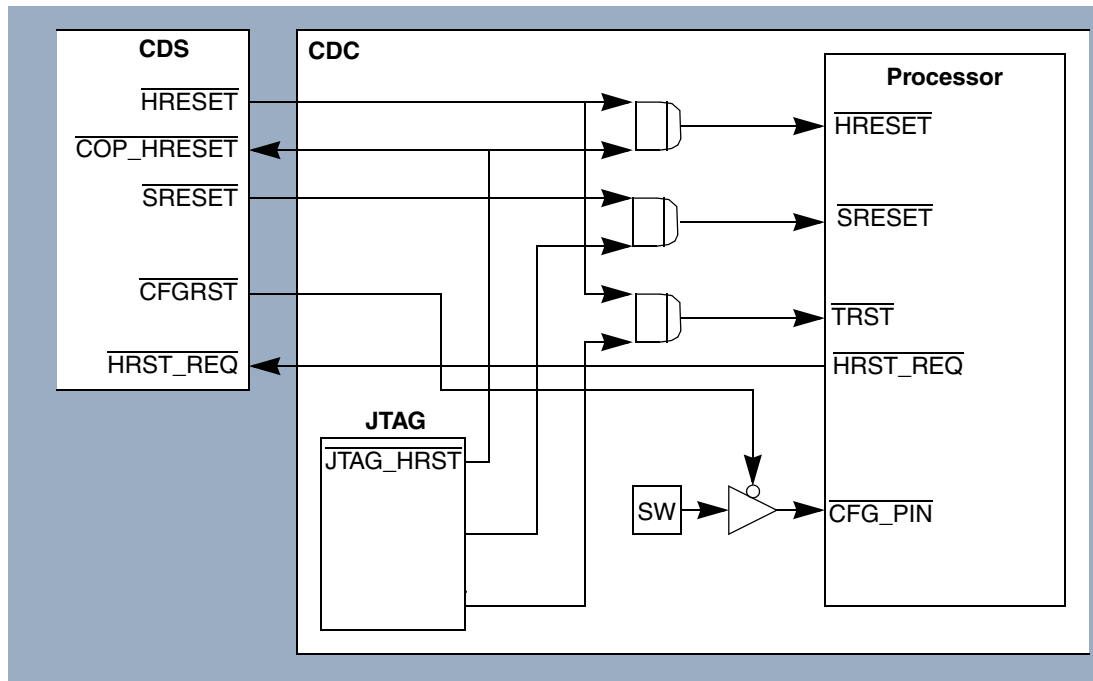 CDS
HRESET
COP_HRESET
SRESET
CFGRST
HRST_REQ
CDC
JTAG
JTAG_HRST
SW
Processor
HRESET
SRESET
TRST
HRST_REQ
CFG_PIN